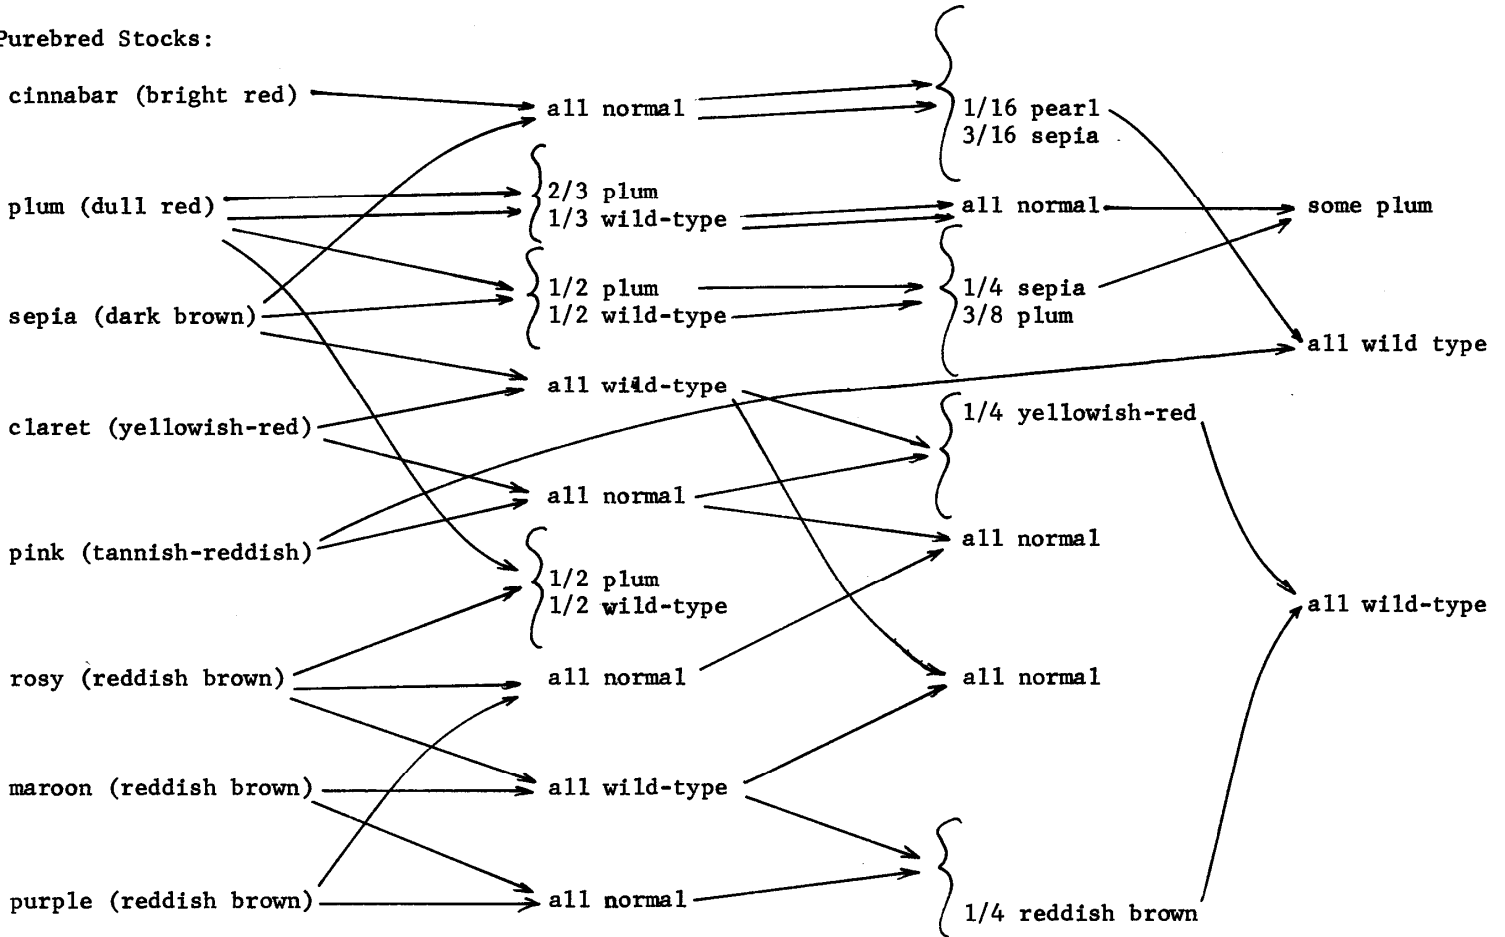 Purebred Stocks:
cinnabar (bright red)
plum (dull red)
sepia (dark brown)
claret (yellowish-red)
pink (tannish-reddish)
rosy (reddish brown)
maroon (reddish brown)
purple (reddish brown)
all normal
2/3 plum
1/3 wild-type
1/2 plum
1/2 wild-type
all wild-type
all normal
1/2 plum
1/2 wild-type
all normal
all wild-type
all normal
1/16 pearl
3/16 sepia
all normal
1/4 sepia
3/8 plum
1/4 yellowish-red
all normal
all normal
1/4 reddish brown
some plum
all wild type
all wild-type